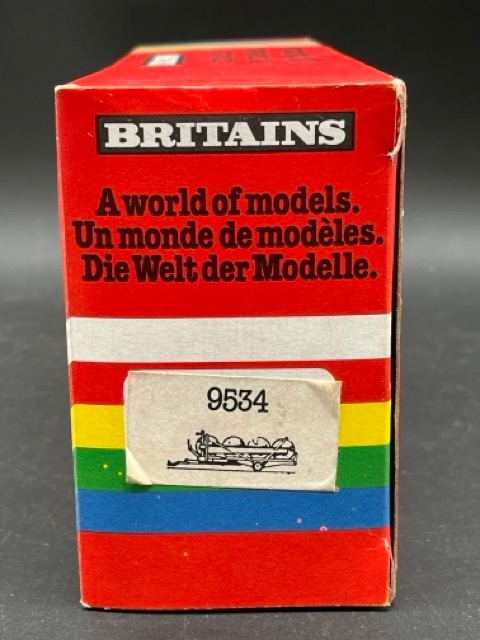 BRITAINS
A world of models.
Un monde de modèles.
Die Welt der Modelle.
9534